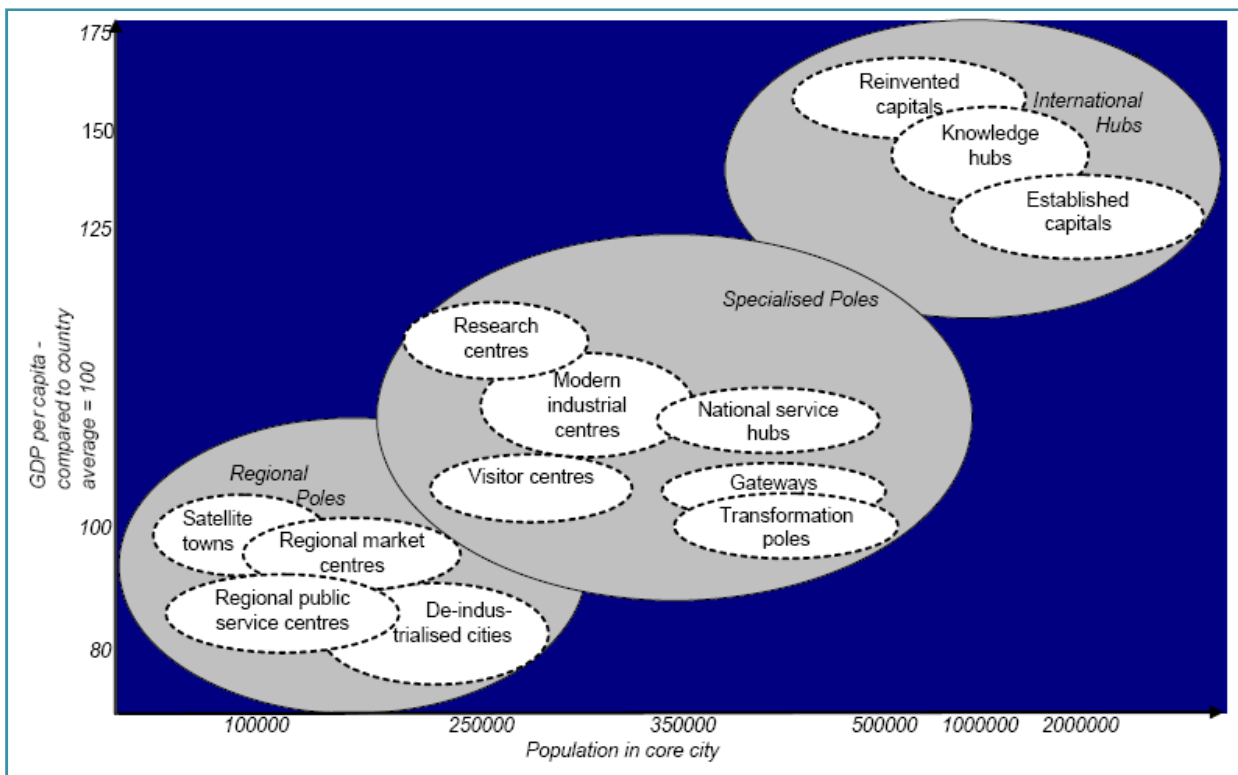 175
150
125
100
80
GDP per capita -
compared to country
average = 100
Reinvented
capitals
International
Hubs
Knowledge
hubs
Established
capitals
Specialised Poles
Research
centres
Modern
industrial
centres
National service
hubs
Visitor centres
Gateways
Transformation
poles
Regional
Poles
Satellite
towns
Regional market
centres
Regional public
service centres
De-indus-
trialised cities
100000
250000
350000
500000
1000000
2000000
Population in core city